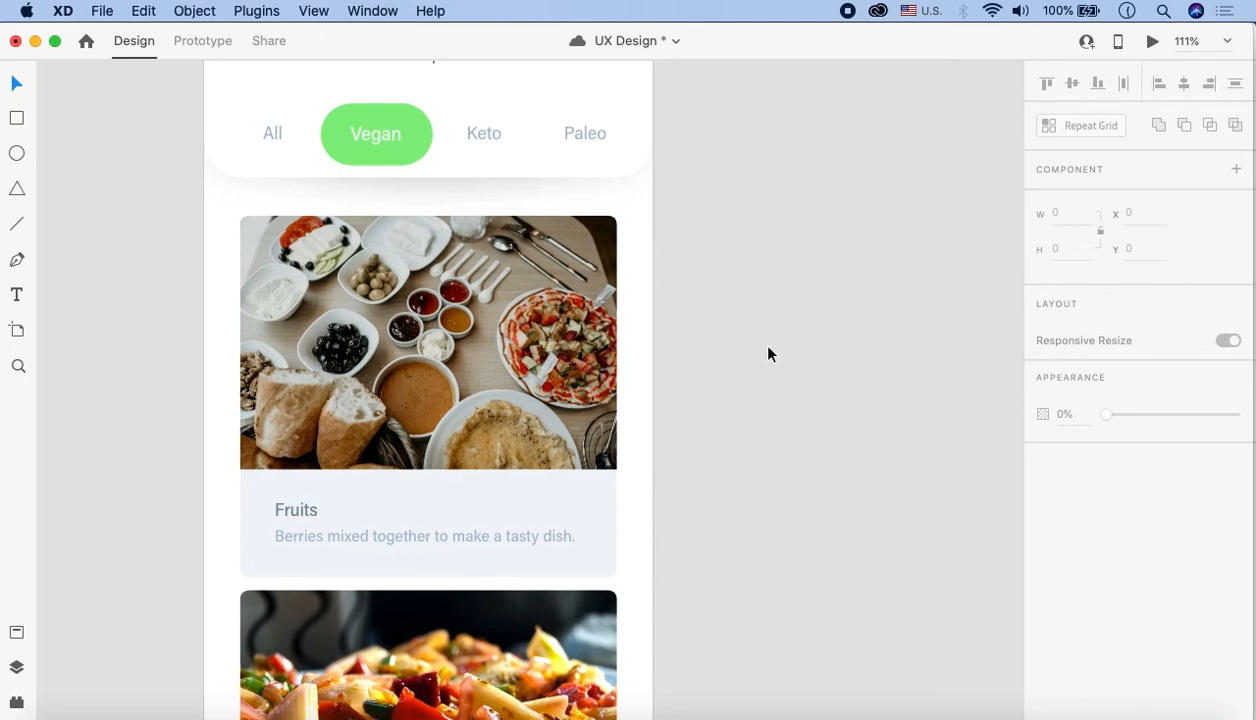 XD File Edit Object Plugins View Window Help U.S. 100%
Design Prototype Share UX Design * 111%
All Vegan Keto Paleo
Repeat Grid
COMPONENT
W 0 X 0
H 0 Y 0
LAYOUT
Responsive Resize
APPEARANCE
0%
Fruits
Berries mixed together to make a tasty dish.